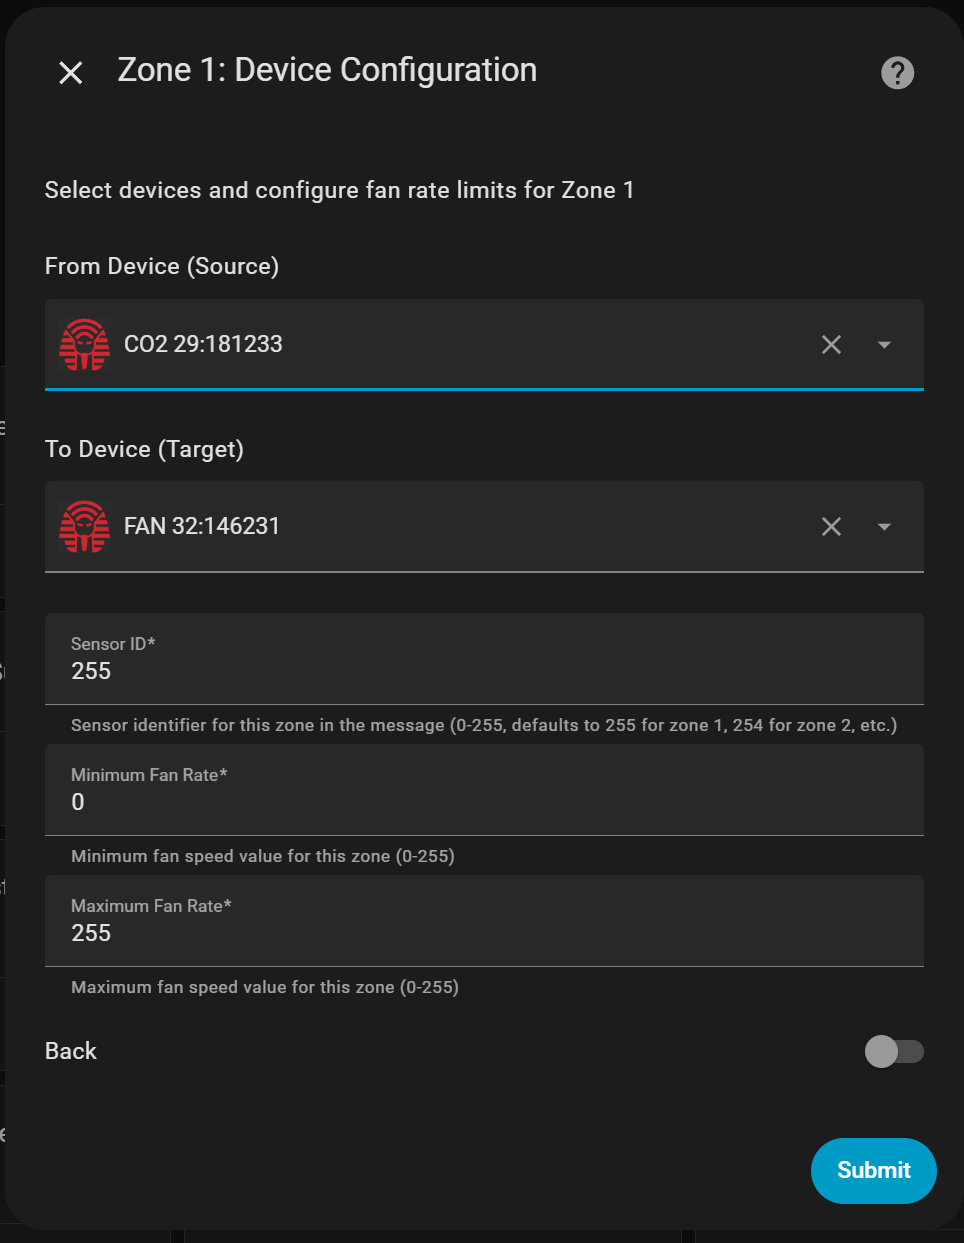 Zone 1: Device Configuration
Select devices and configure fan rate limits for Zone 1
From Device (Source)
CO2 29:181233
To Device (Target)
FAN 32:146231
Sensor ID*
255
Sensor identifier for this zone in the message (0-255, defaults to 255 for zone 1, 254 for zone 2, etc.)
Minimum Fan Rate*
0
Minimum fan speed value for this zone (0-255)
Maximum Fan Rate*
255
Maximum fan speed value for this zone (0-255)
Back
Submit